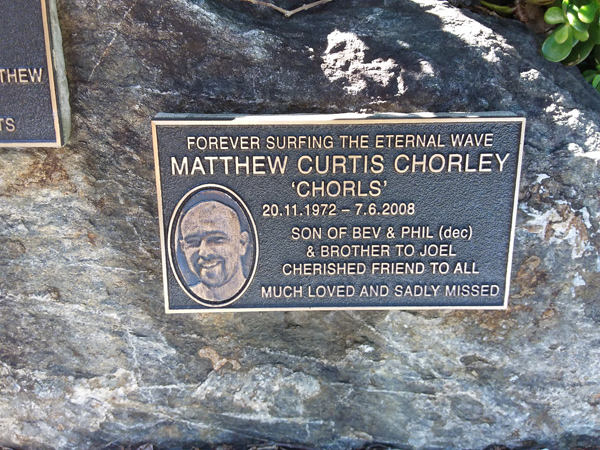 THEW
TS
FOREVER SURFING THE ETERNAL WAVE
MATTHEW CURTIS CHORLEY
'CHORLS'
20.11.1972 – 7.6.2008
SON OF BEV & PHIL (dec)
& BROTHER TO JOEL
CHERISHED FRIEND TO ALL
MUCH LOVED AND SADLY MISSED